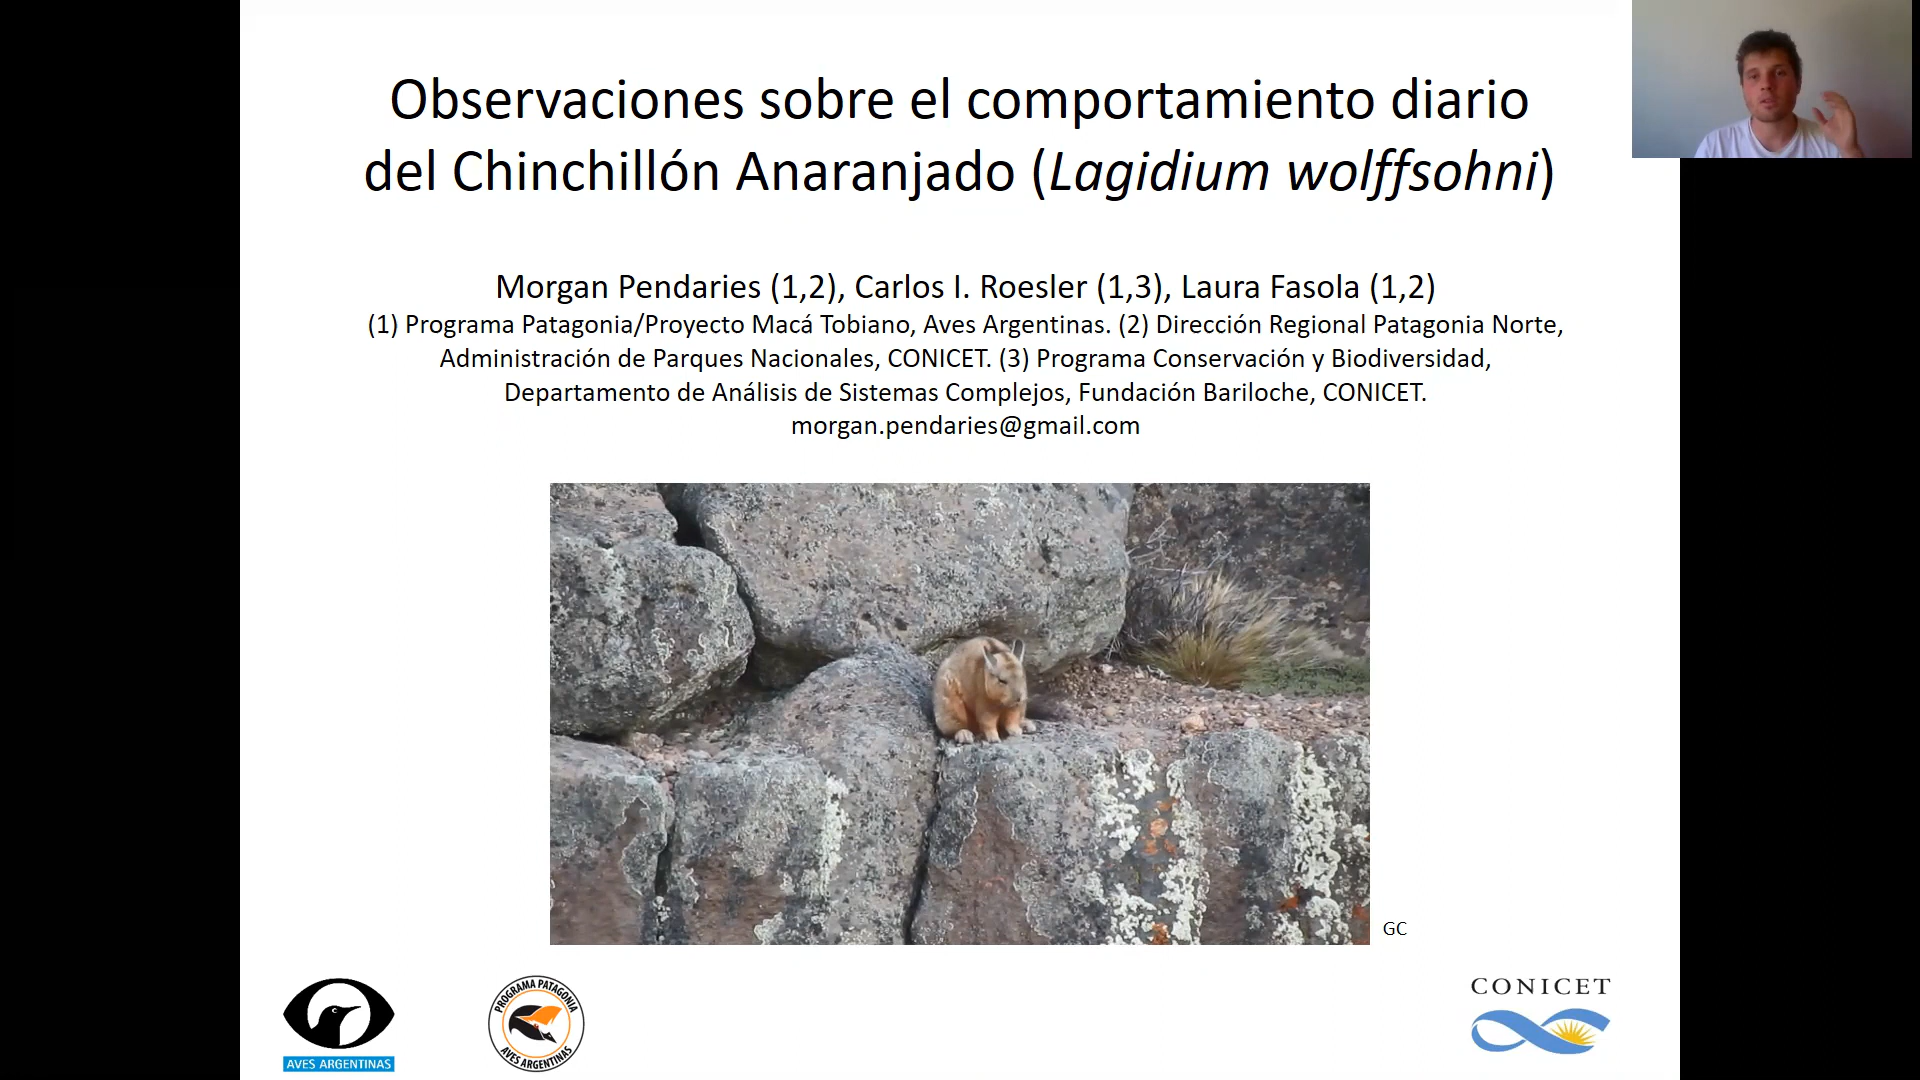 Observaciones sobre el comportamiento diario
del Chinchillón Anaranjado (Lagidium wolffsohni)
Morgan Pendaries (1,2), Carlos I. Roesler (1,3), Laura Fasola (1,2)
(1) Programa Patagonia/Proyecto Macá Tobiano, Aves Argentinas. (2) Dirección Regional Patagonia Norte,
Administración de Parques Nacionales, CONICET. (3) Programa Conservación y Biodiversidad,
Departamento de Análisis de Sistemas Complejos, Fundación Bariloche, CONICET.
morgan.pendaries@gmail.com
GC
AVES ARGENTINAS
PROGRAMA PATAGONIA
AVES ARGENTINAS
CONICET